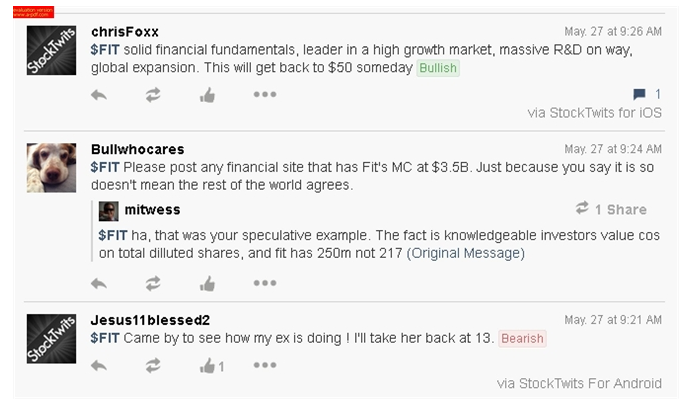 evaluation version
www.a-pdf.com
StockTwits
chrisFoxx May. 27 at 9:26 AM
$FIT solid financial fundamentals, leader in a high growth market, massive R&D on way,
global expansion. This will get back to $50 someday Bullish
1
via StockTwits for iOS
Bullwhocares May. 27 at 9:24 AM
$FIT Please post any financial site that has Fit's MC at $3.5B. Just because you say it is so
doesn't mean the rest of the world agrees.
mitwess 1 Share
$FIT ha, that was your speculative example. The fact is knowledgeable investors value cos
on total dilluted shares, and fit has 250m not 217 (Original Message)
StockTwits
Jesus11blessed2 May. 27 at 9:21 AM
$FIT Came by to see how my ex is doing ! I'll take her back at 13. Bearish
1
via StockTwits For Android